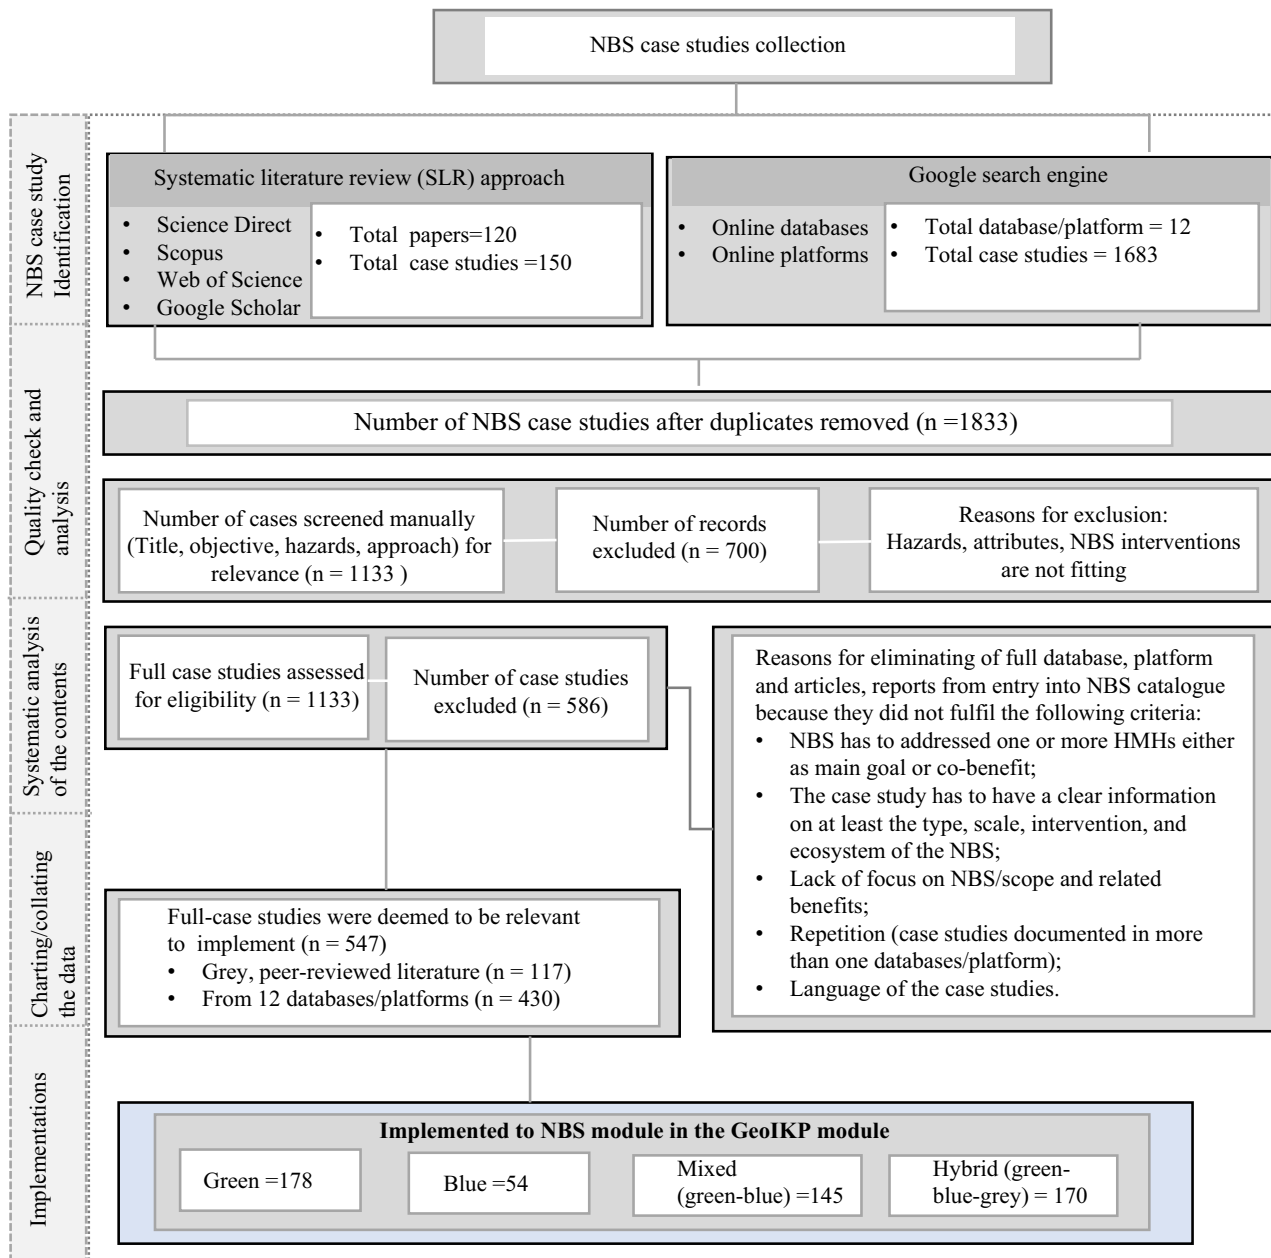 NBS case studies collection
NBS case study
Identification
Systematic literature review (SLR) approach
• Science Direct
• Scopus
• Web of Science
• Google Scholar
• Total papers=120
• Total case studies =150
Google search engine
• Online databases
• Online platforms
• Total database/platform = 12
• Total case studies = 1683
Quality check and
analysis
Number of NBS case studies after duplicates removed (n =1833)
Number of cases screened manually
(Title, objective, hazards, approach) for
relevance (n = 1133 )
Number of records
excluded (n = 700)
Reasons for exclusion:
Hazards, attributes, NBS interventions
are not fitting
Systematic analysis
of the contents
Full case studies assessed
for eligibility (n = 1133)
Number of case studies
excluded (n = 586)
Reasons for eliminating of full database, platform
and articles, reports from entry into NBS catalogue
because they did not fulfil the following criteria:
• NBS has to addressed one or more HMHs either
as main goal or co-benefit;
• The case study has to have a clear information
on at least the type, scale, intervention, and
ecosystem of the NBS;
• Lack of focus on NBS/scope and related
benefits;
• Repetition (case studies documented in more
than one databases/platform);
• Language of the case studies.
Charting/collating
the data
Full-case studies were deemed to be relevant
to implement (n = 547)
• Grey, peer-reviewed literature (n = 117)
• From 12 databases/platforms (n = 430)
Implementations
Implemented to NBS module in the GeoIKP module
Green =178
Blue =54
Mixed
(green-blue) =145
Hybrid (green-
blue-grey) = 170